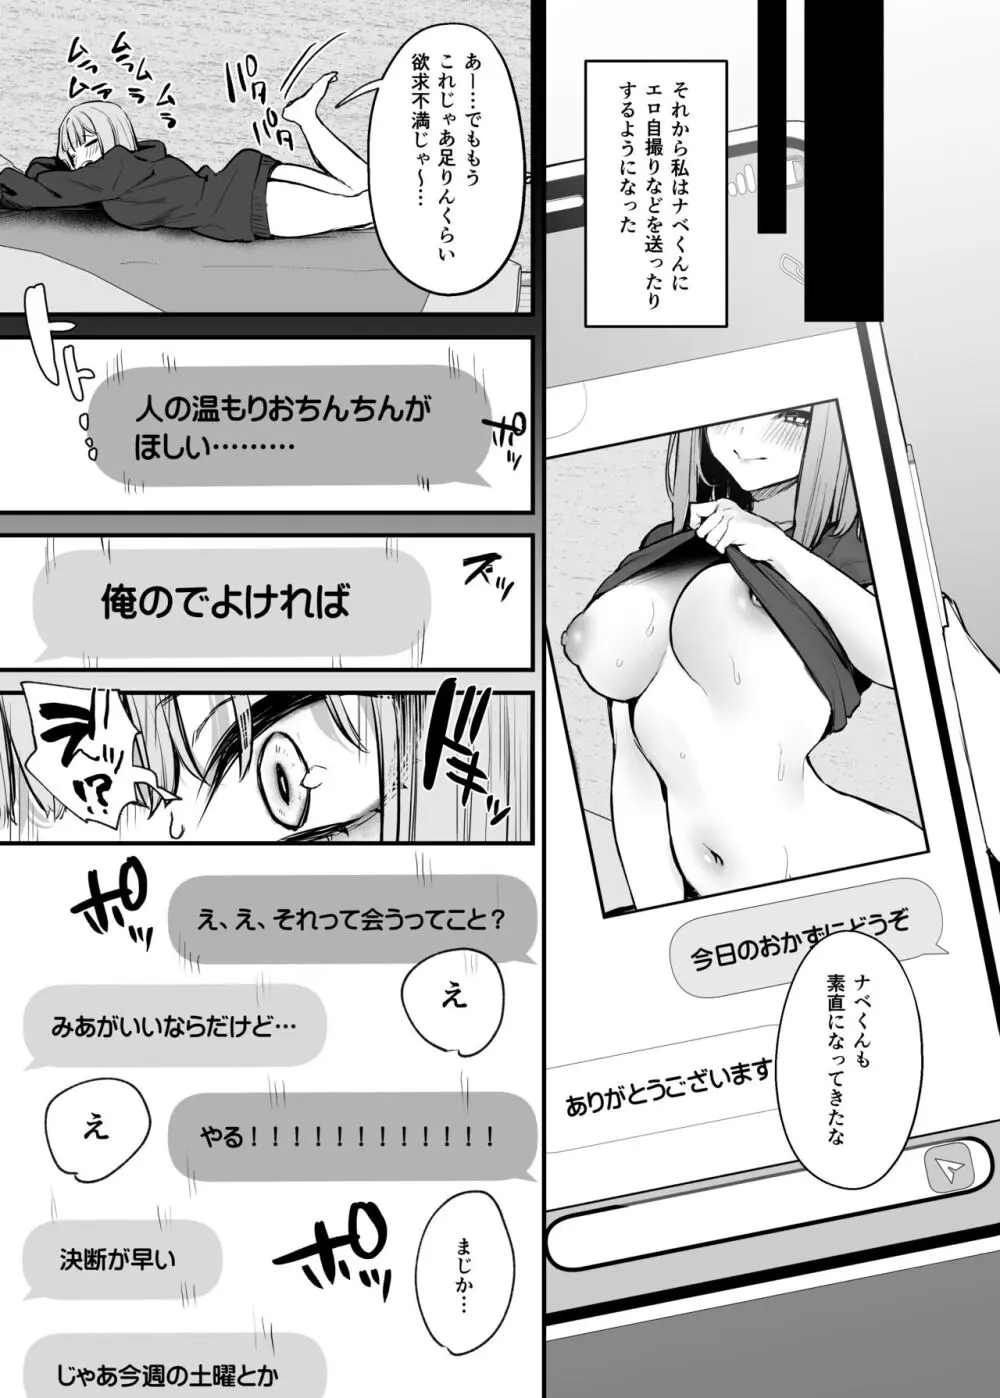 それから私はナベくんに
エロ自撮りなどを送ったり
するようになった
今日のおかずにどうぞ
ありがとうございます
ナベくんも
素直になってきたな
あー…でももう
これじゃあ足りんくらい
欲求不満じゃ〜…
パタ
パタ
ムラ
ムラ
ムラ
ムラ
トト
人の温もりおちんちんが
ほしい………
ポッ
俺のでよければ
ズッ
え゛っ!?
ドキッ
ポッ
え、え、それって会うってこと？
え
みあがいいならだけど…
え
やる！！！！！！！！！！！！
ポポッ
まじか…
決断が早い
じゃあ今週の土曜とか